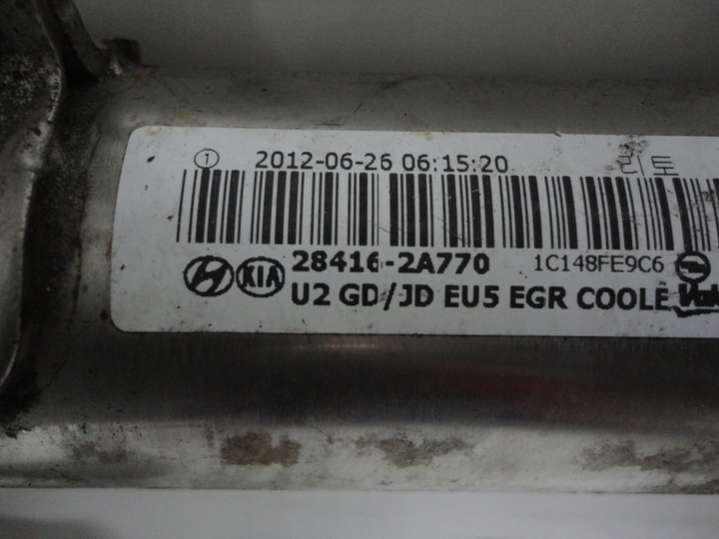 ① 2012-06-26 06:15:20 리토
28416-2A770 1C148FE9C6
KIA
U2 GD/JD EU5 EGR COOLE